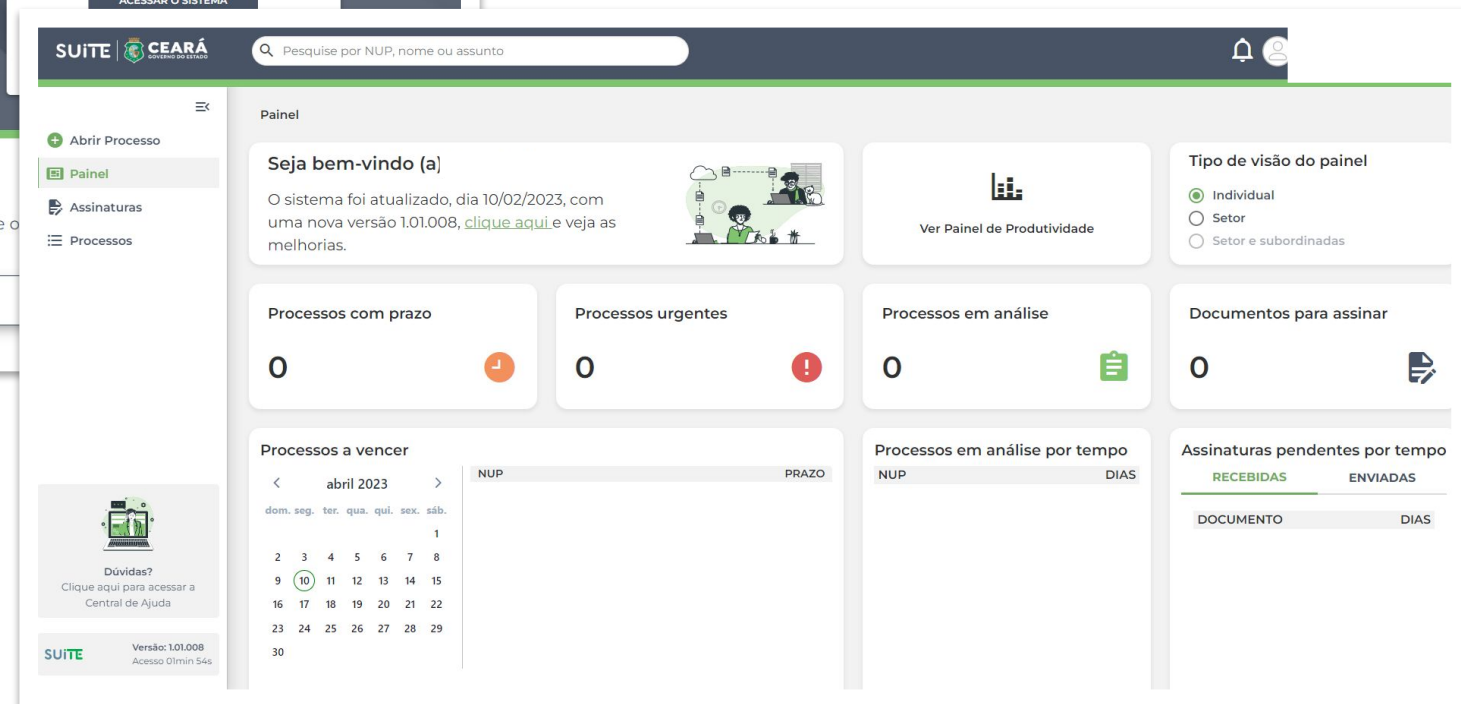 ACESSAR O SISTEMA
SUiTE CEARÁ
GOVERNO DO ESTADO
Pesquise por NUP, nome ou assunto
Abrir Processo
Painel
Assinaturas
Processos
Painel
Seja bem-vindo (a)
O sistema foi atualizado, dia 10/02/2023, com
uma nova versão 1.01.008, clique aqui e veja as
melhorias.
Ver Painel de Produtividade
Tipo de visão do painel
Individual
Setor
Setor e subordinadas
Processos com prazo
0
Processos urgentes
0
Processos em análise
0
Documentos para assinar
0
Processos a vencer
abril 2023
dom. seg. ter. qua. qui. sex. sáb.
1
2 3 4 5 6 7 8
9 10 11 12 13 14 15
16 17 18 19 20 21 22
23 24 25 26 27 28 29
30
NUP PRAZO
Processos em análise por tempo
NUP DIAS
Assinaturas pendentes por tempo
RECEBIDAS ENVIADAS
DOCUMENTO DIAS
Dúvidas?
Clique aqui para acessar a
Central de Ajuda
SUiTE
Versão: 1.01.008
Acesso 01min 54s